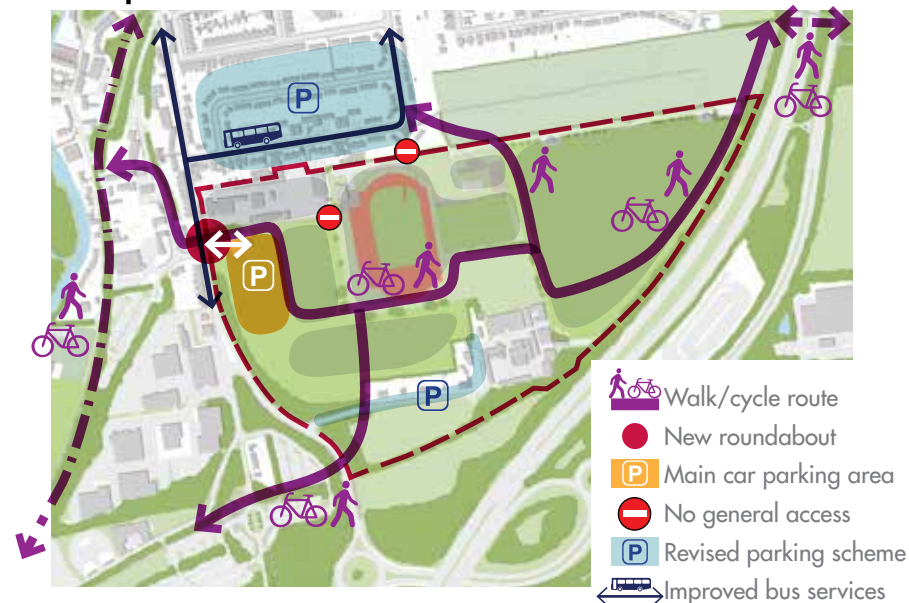 P
P
P
Walk/cycle route
New roundabout
P Main car parking area
No general access
P Revised parking scheme
Improved bus services